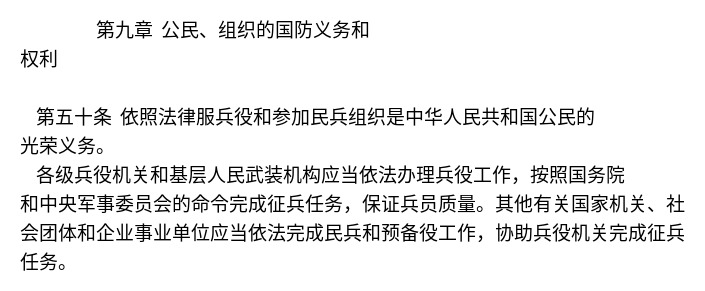 第九章 公民、组织的国防义务和
权利
第五十条 依照法律服兵役和参加民兵组织是中华人民共和国公民的
光荣义务。
各级兵役机关和基层人民武装机构应当依法办理兵役工作，按照国务院
和中央军事委员会的命令完成征兵任务，保证兵员质量。其他有关国家机关、社
会团体和企业事业单位应当依法完成民兵和预备役工作，协助兵役机关完成征兵
任务。